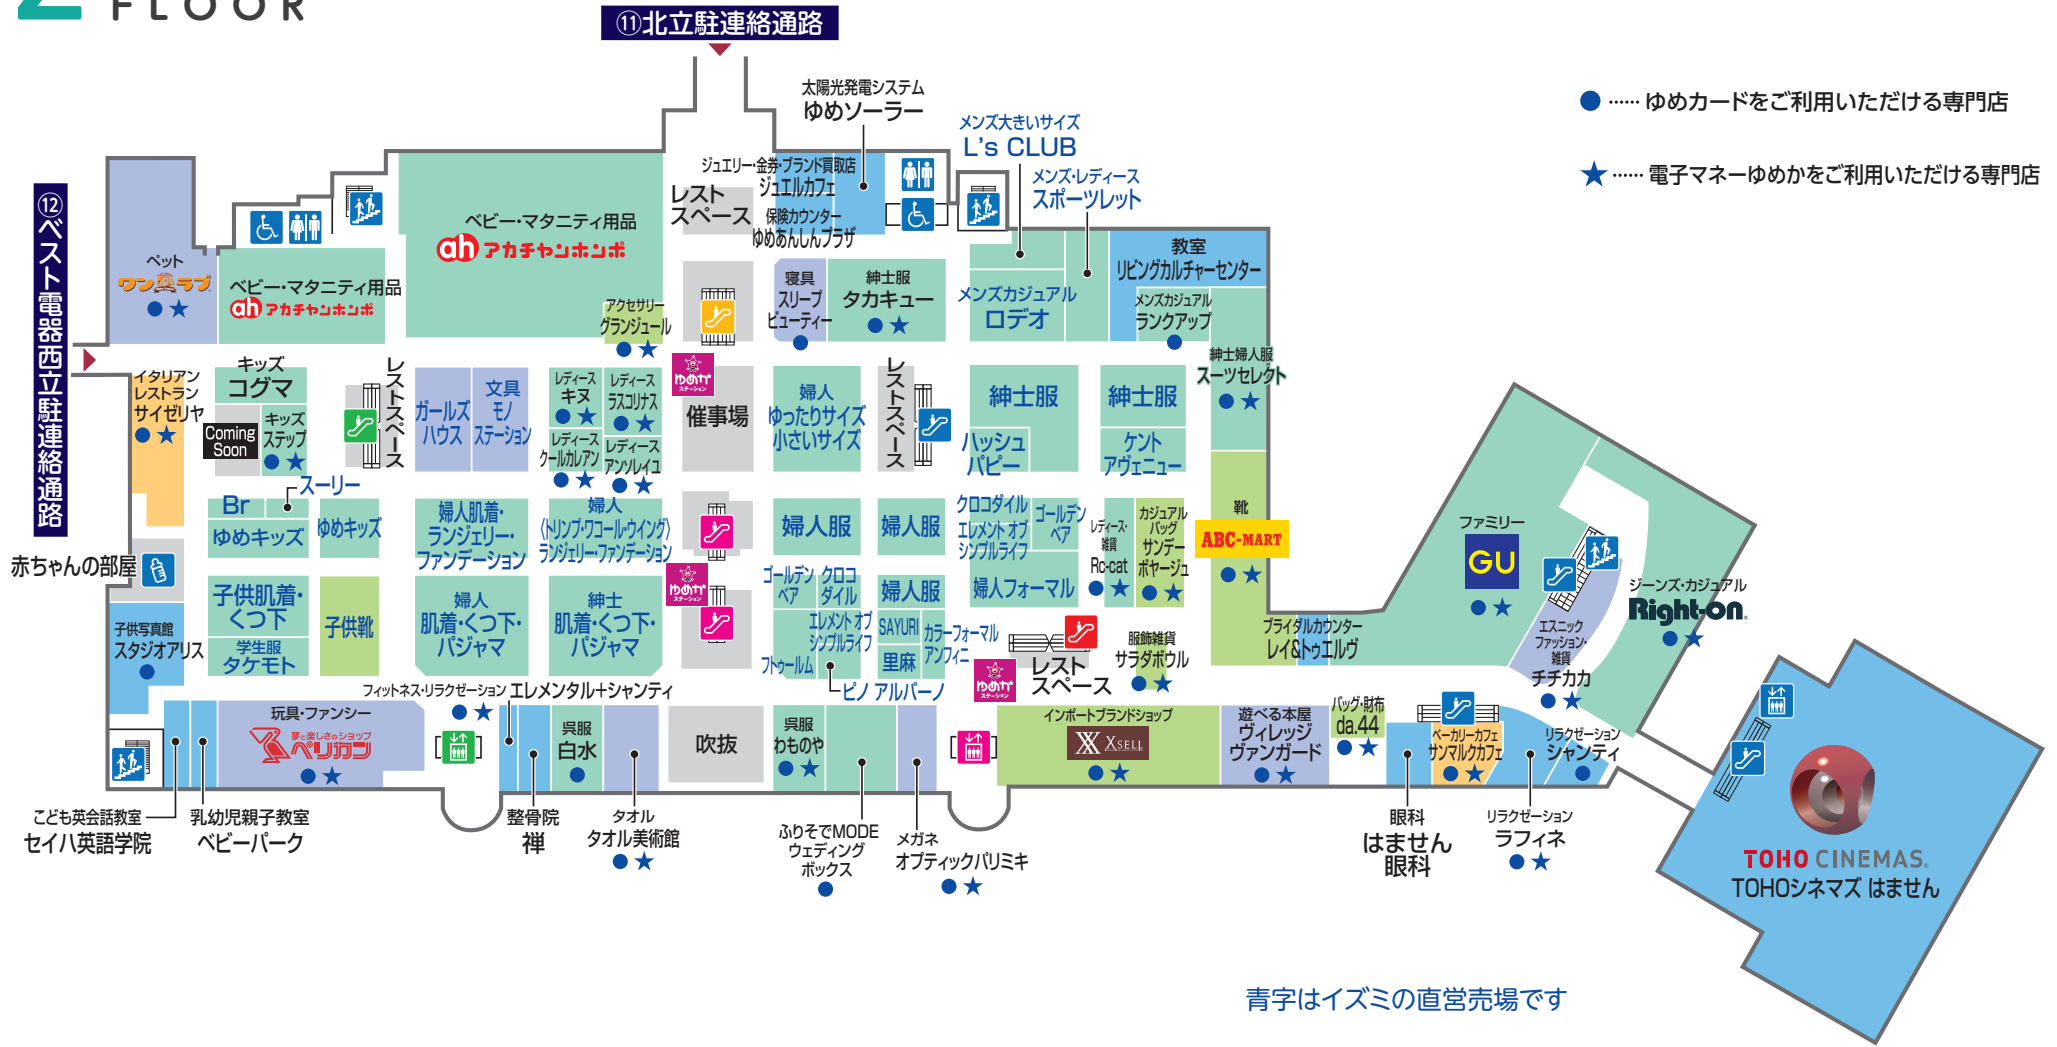 2 FLOOR
⑪北立駐連絡通路
⑫ベスト電器西立駐連絡通路
●……ゆめカードをご利用いただける専門店
★……電子マネーゆめかをご利用いただける専門店
太陽光発電システム
ゆめソーラー
メンズ大きいサイズ
L's CLUB
メンズ・レディース
スポーツレット
ジュエリー・金券・ブランド買取店
ジュエルカフェ
保険カウンター
ゆめあんしんプラザ
レスト
スペース
教室
リビングカルチャーセンター
ペット
ワンラブ
●★
ベビー・マタニティ用品
ah アカチャンホンポ
ベビー・マタニティ用品
ah アカチャンホンポ
アクセサリー
グランジュール
●★
寝具
スリープ
ビューティー
●
紳士服
タカキュー
●★
メンズカジュアル
ロデオ
メンズカジュアル
ランクアップ
●
紳士婦人服
スーツセレクト
●★
イタリアン
レストラン
サイゼリヤ
●★
キッズ
コグマ
Coming
Soon
キッズ
ステップ
●★
レストスペース
ガールズ
ハウス
文具
モノ
ステーション
レディース
キヌ
●★
レディース
ラスコリナス
●★
レディース
クールカレアン
●★
レディース
アンソレイユ
●★
ゆめか
ステーション
催事場
婦人
ゆったりサイズ
小さいサイズ
レストスペース
紳士服
ハッシュ
パピー
紳士服
ケント
アヴェニュー
スーリー
Br
ゆめキッズ
ゆめキッズ
婦人肌着・
ランジェリー・
ファンデーション
婦人
〈トリンプ・ワコール・ウイング〉
ランジェリー・ファンデーション
婦人服
婦人服
クロコダイル
エレメント オブ
シンプルライフ
ゴールデン
ベア
婦人フォーマル
レディース・
雑貨
Rc-cat
●★
カジュアル
バッグ
サンデー
ボヤージュ
●★
靴
ABC-MART
●★
ファミリー
GU
●★
ジーンズ・カジュアル
Right-on
●★
エスニック
ファッション・
雑貨
チチカカ
●★
赤ちゃんの部屋
子供写真館
スタジオアリス
●
子供肌着・
くつ下
学生服
タケモト
子供靴
婦人
肌着・くつ下・
パジャマ
紳士
肌着・くつ下・
パジャマ
ゆめか
ステーション
ゴールデン
ベア
クロコ
ダイル
エレメント オブ
シンプルライフ
フトゥールム
ピノ アルバーノ
婦人服
SAYURI
里麻
カラーフォーマル
アンフィニ
ゆめか
ステーション
レスト
スペース
服飾雑貨
サラダボウル
●★
ブライダルカウンター
レイ&トゥエルヴ
フィットネス・リラクゼーション エレメンタル+シャンティ
●★
玩具・ファンシー
夢と楽しさのショップ
ペリカン
●★
呉服
白水
●
吹抜
呉服
わものや
●★
インポートブランドショップ
XX XSELL
●★
遊べる本屋
ヴィレッジ
ヴァンガード
●★
バッグ・財布
da.44
●★
ベーカリーカフェ
サンマルクカフェ
●★
リラクゼーション
シャンティ
●
こども英会話教室
セイハ英語学院
乳幼児親子教室
ベビーパーク
整骨院
禅
タオル
タオル美術館
●★
ふりそでMODE
ウェディング
ボックス
●
メガネ
オプティックパリミキ
●★
眼科
はません
眼科
リラクゼーション
ラフィネ
●★
TOHO CINEMAS.
TOHOシネマズ はません
青字はイズミの直営売場です